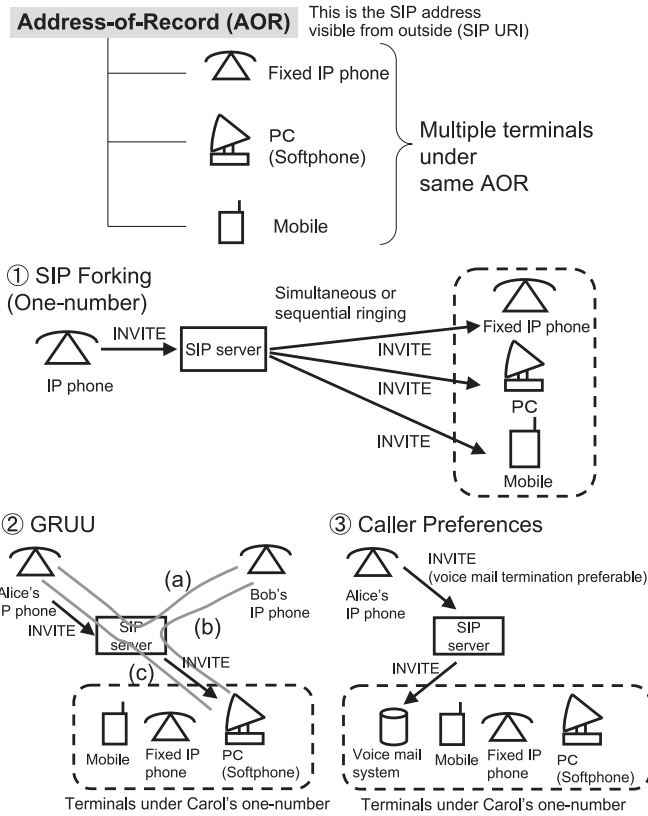 Address-of-Record (AOR)
This is the SIP address
visible from outside (SIP URI)
Fixed IP phone
PC
(Softphone)
Mobile
Multiple terminals
under
same AOR
① SIP Forking
(One-number)
Simultaneous or
sequential ringing
INVITE
SIP server
IP phone
INVITE
INVITE
INVITE
Fixed IP phone
PC
Mobile
② GRUU
Alice's
IP phone
INVITE
(a)
Bob's
IP phone
(b)
SIP
server
(c)
INVITE
Mobile
Fixed IP
phone
PC
(Softphone)
Terminals under Carol's one-number
③ Caller Preferences
Alice's
IP phone
INVITE
(voice mail termination preferable)
SIP
server
INVITE
Voice mail
system
Mobile
Fixed IP
phone
PC
(Softphone)
Terminals under Carol's one-number